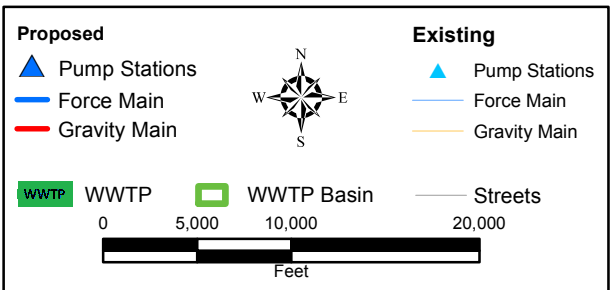 Proposed
Pump Stations
Force Main
Gravity Main
N
W E
S
Existing
Pump Stations
Force Main
Gravity Main
WWTP WWTP WWTP Basin Streets
0 5,000 10,000 20,000
Feet